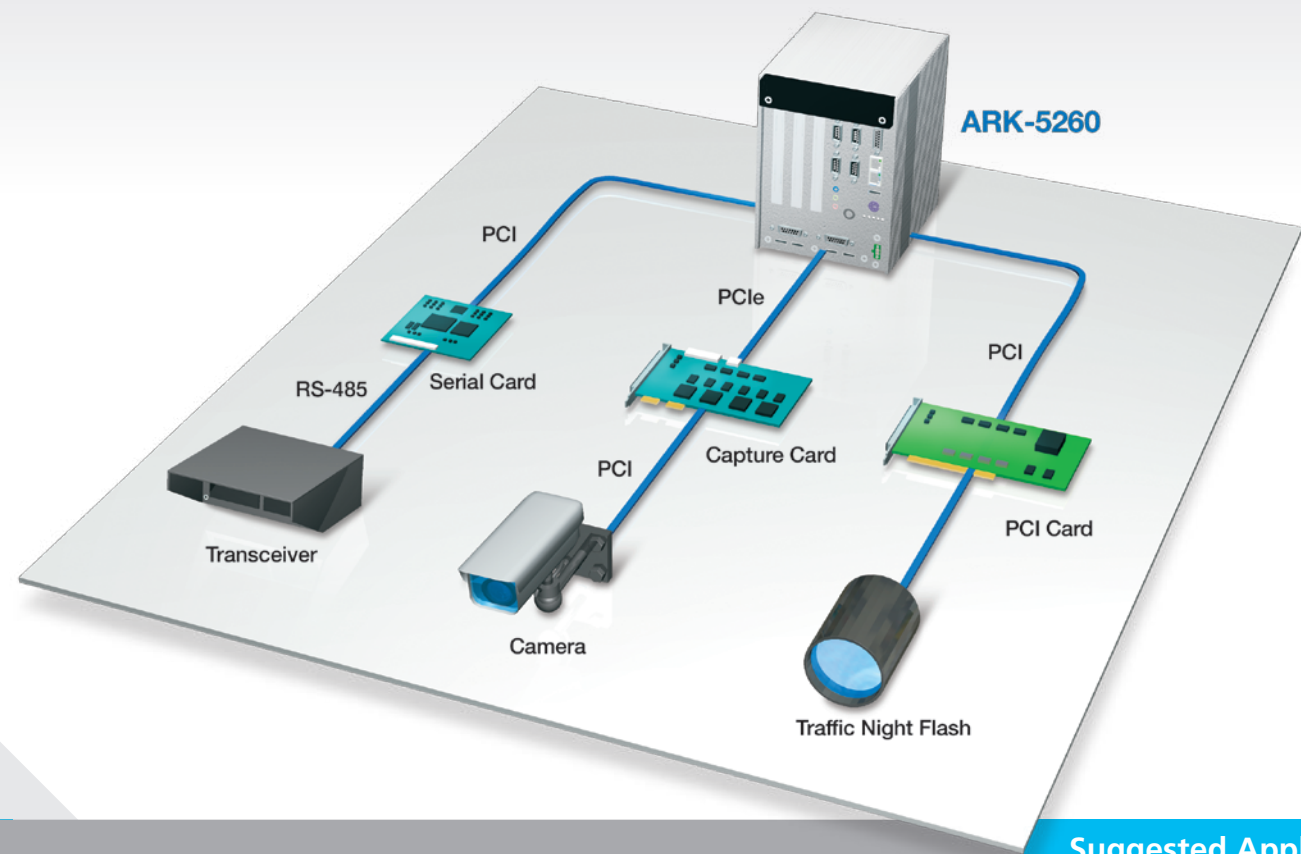 ARK-5260
PCI
PCIe
PCI
RS-485
Serial Card
Capture Card
PCI
PCI Card
Transceiver
Camera
Traffic Night Flash
Suggested